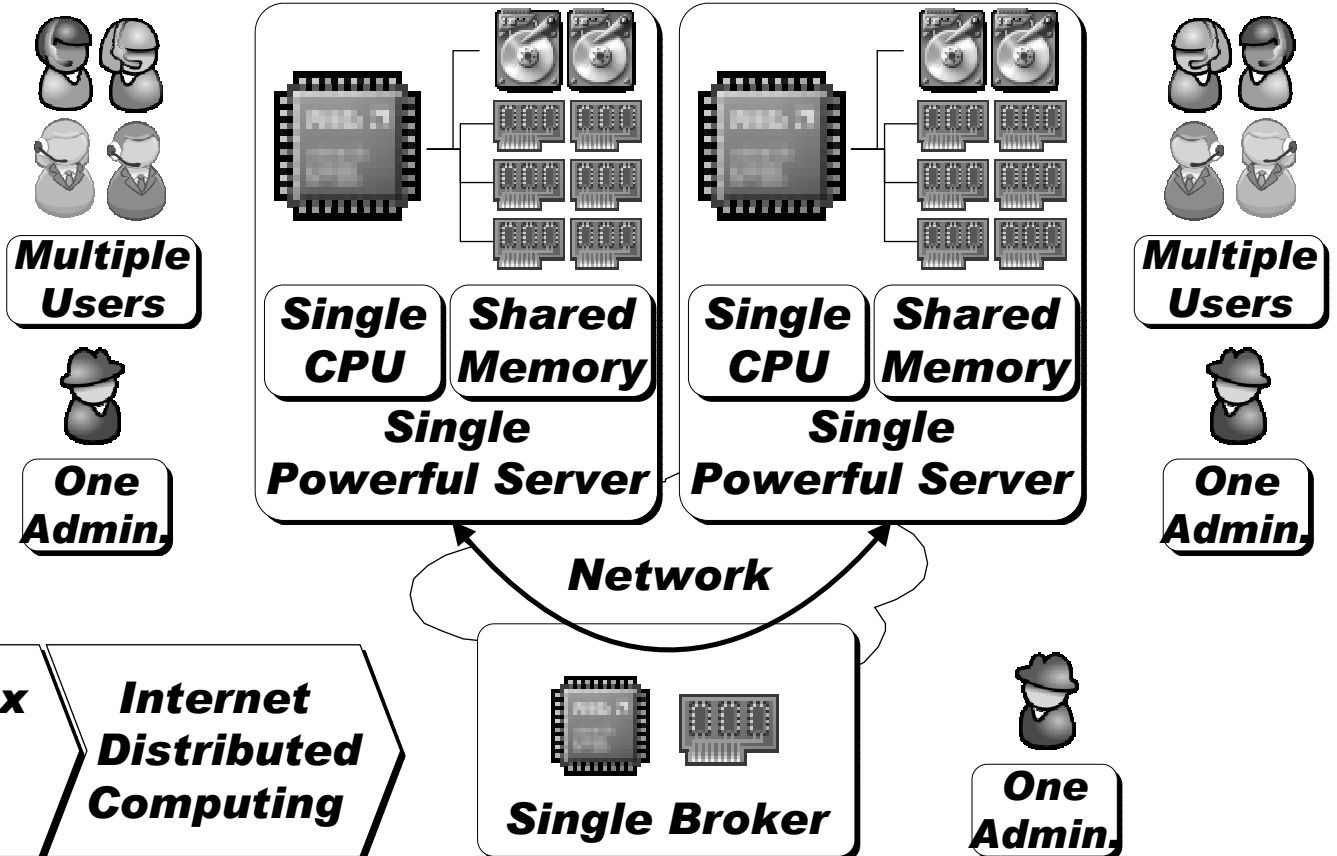 Multiple
Users
One
Admin.
Single
CPU
Shared
Memory
Single
Powerful Server
Single
CPU
Shared
Memory
Single
Powerful Server
Multiple
Users
One
Admin.
Network
x
Internet
Distributed
Computing
Single Broker
One
Admin.